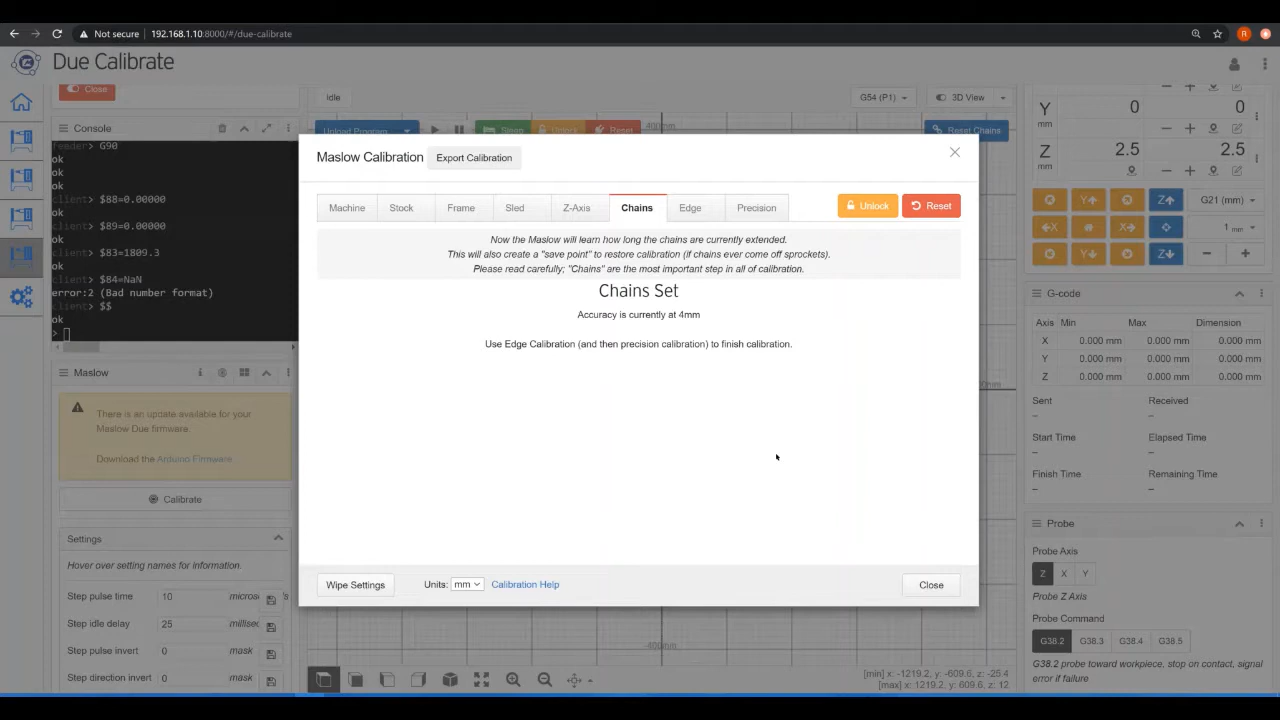 Not secure 192.168.1.10:8000/#/due-calibrate
R
Due Calibrate
Close
Console
feeder> G90
ok
ok
ok
client> $88=0.00000
ok
client> $89=0.00000
ok
client> $83=1809.3
ok
client> $84=NaN
error:2 (Bad number format)
client> $$
ok
>
Maslow
There is an update available for your
Maslow Due firmware.
Download the Arduino Firmware.
Calibrate
Settings
Hover over setting names for information.
Step pulse time 10
Step idle delay 25
Step pulse invert 0 mask
Step direction invert 0 mask
Idle
G54 (P1)
3D View
Upload Program
Sleep
Unlock
Reset
400mm
Reset Chains
Maslow Calibration
Export Calibration
Machine
Stock
Frame
Sled
Z-Axis
Chains
Edge
Precision
Unlock
Reset
Now the Maslow will learn how long the chains are currently extended.
This will also create a "save point" to restore calibration (if chains ever come off sprockets).
Please read carefully; "Chains" are the most important step in all of calibration.
Chains Set
Accuracy is currently at 4mm
Use Edge Calibration (and then precision calibration) to finish calibration.
Wipe Settings
Units: mm
Calibration Help
Close
-400mm
[min] x: -1219.2, y: -609.6, z: -25.4
[max] x: 1219.2, y: 609.6, z: 12
Y 0 0
mm
Z 2.5 2.5
mm
Y
Z
G21 (mm)
X
X
1 mm
Z
G-code
Axis Min Max Dimension
X 0.000 mm 0.000 mm 0.000 mm
Y 0.000 mm 0.000 mm 0.000 mm
Z 0.000 mm 0.000 mm 0.000 mm
Sent Received
– –
Start Time Elapsed Time
– –
Finish Time Remaining Time
– –
Probe
Probe Axis
Z X Y
Probe Z Axis
Probe Command
G38.2 G38.3 G38.4 G38.5
G38.2 probe toward workpiece, stop on contact, signal
error if failure